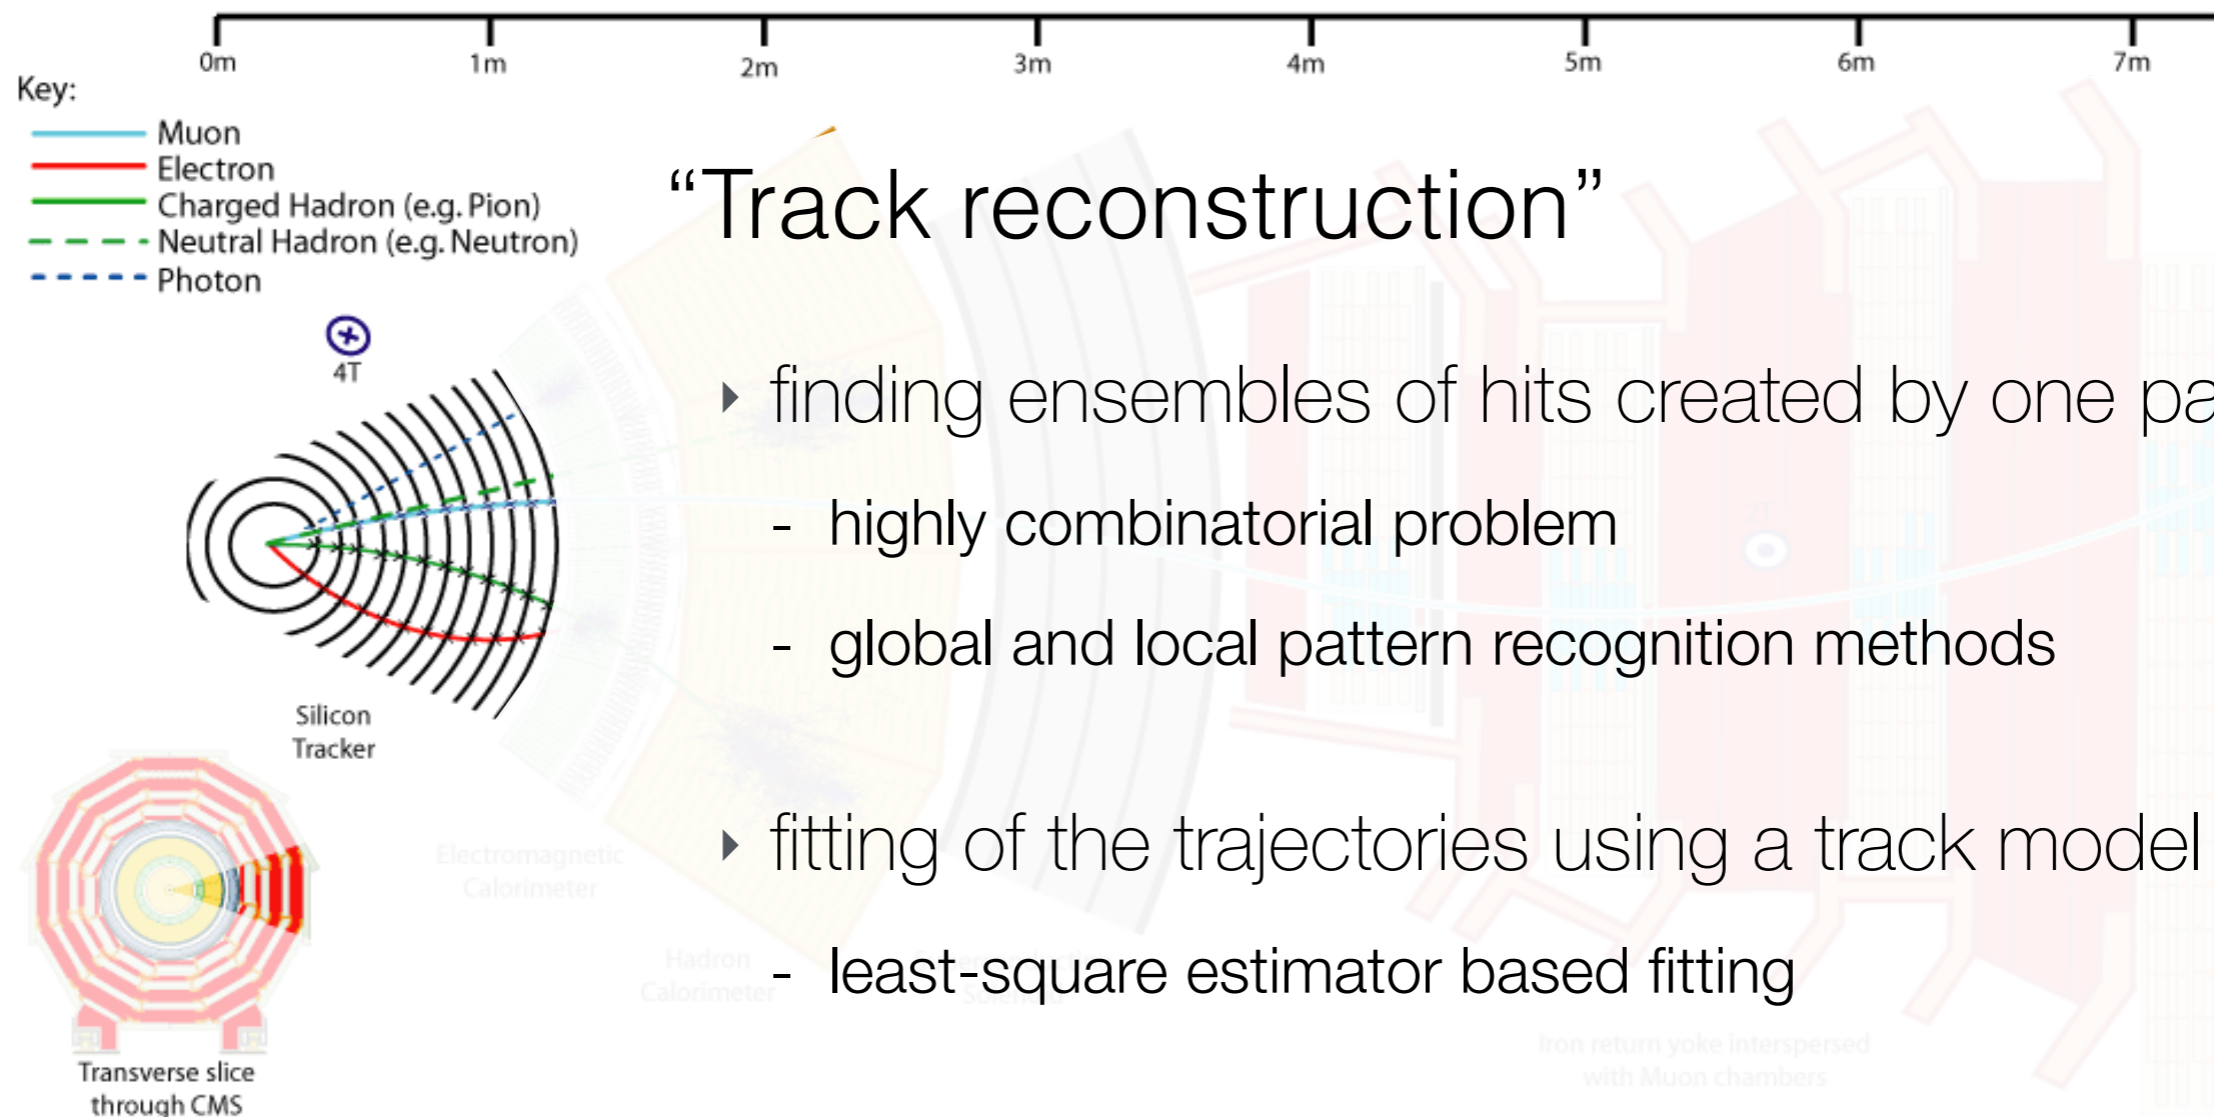 0m 1m 2m 3m 4m 5m 6m 7m
Key:
Muon
Electron
Charged Hadron (e.g. Pion)
Neutral Hadron (e.g. Neutron)
Photon
“Track reconstruction”
4T
▸ finding ensembles of hits created by one pa
- highly combinatorial problem
2T
- global and local pattern recognition methods
Silicon
Tracker
▸ fitting of the trajectories using a track model
Electromagnetic
Calorimeter
- least-square estimator based fitting
Hadron
Calorimeter
Solenoid
Iron return yoke interspersed
with Muon chambers
Transverse slice
through CMS